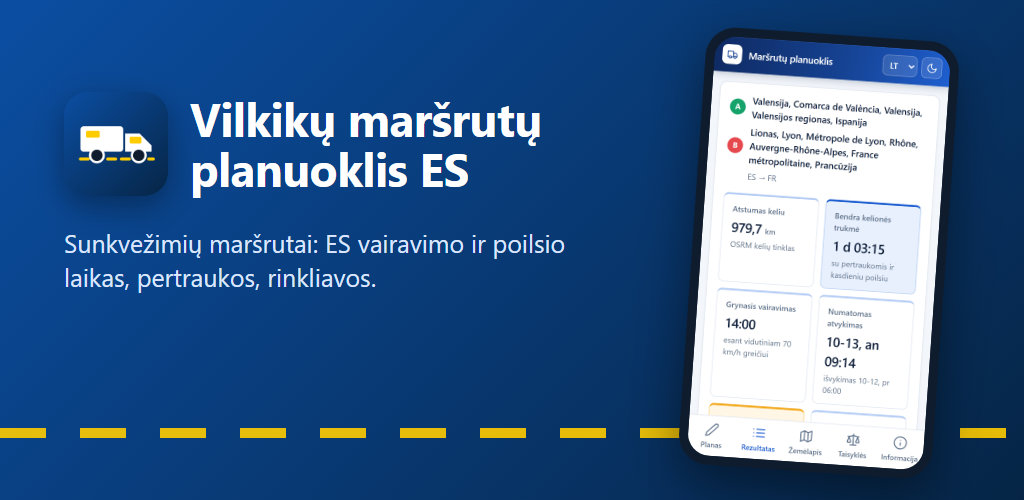 Vilkikų maršrutų
planuoklis ES
Sunkvežimių maršrutai: ES vairavimo ir poilsio
laikas, pertraukos, rinkliavos.
Maršrutų planuoklis
LT
A
Valensija, Comarca de València, Valensija,
Valensijos regionas, Ispanija
B
Lionas, Lyon, Métropole de Lyon, Rhône,
Auvergne-Rhône-Alpes, France
métropolitaine, Prancūzija
ES → FR
Atstumas keliu
979,7 km
OSRM kelių tinklas
Bendra kelionės
trukmė
1 d 03:15
su pertraukomis ir
kasdieniu poilsiu
Grynasis vairavimas
14:00
esant vidutiniam 70
km/h greičiui
Numatomas
atvykimas
10-13, an
09:14
išvykimas 10-12, pr
06:00
Planas
Rezultatas
Žemėlapis
Taisyklės
Informacija